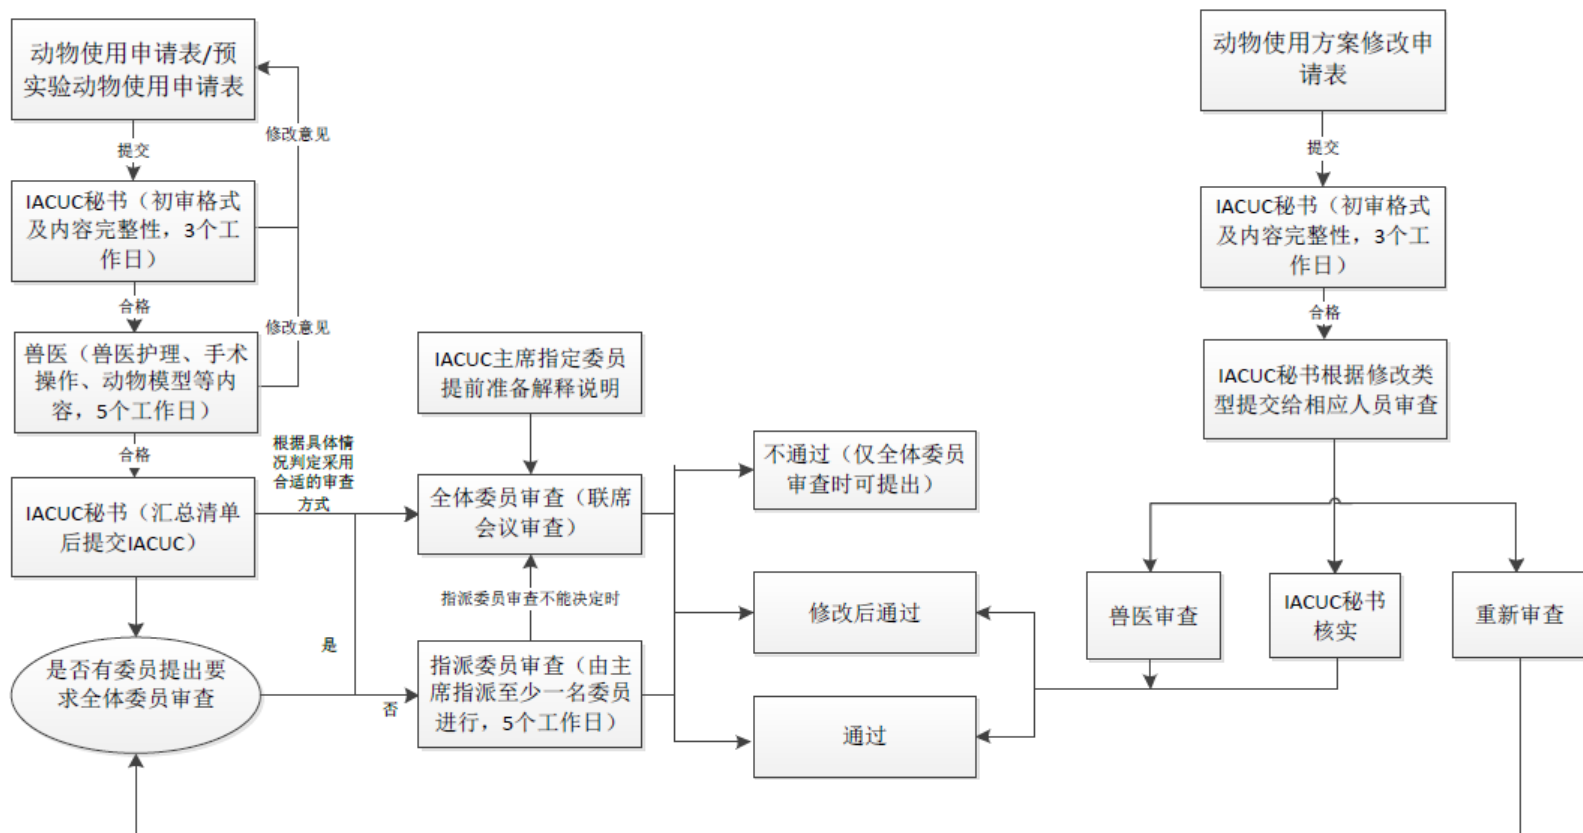 动物使用申请表/预
实验动物使用申请表
修改意见
提交
IACUC秘书（初审格式
及内容完整性，3个工
作日）
合格
修改意见
兽医（兽医护理、手术
操作、动物模型等内
容，5个工作日）
合格
IACUC秘书（汇总清单
后提交IACUC）
根据具体情
况判定采用
合适的审查
方式
是否有委员提出要
求全体委员审查
是
否
IACUC主席指定委员
提前准备解释说明
全体委员审查（联席
会议审查）
指派委员审查不能决定时
指派委员审查（由主
席指派至少一名委员
进行，5个工作日）
不通过（仅全体委员
审查时可提出）
修改后通过
通过
动物使用方案修改申
请表
提交
IACUC秘书（初审格式
及内容完整性，3个工
作日）
合格
IACUC秘书根据修改类
型提交给相应人员审查
兽医审查
IACUC秘书
核实
重新审查